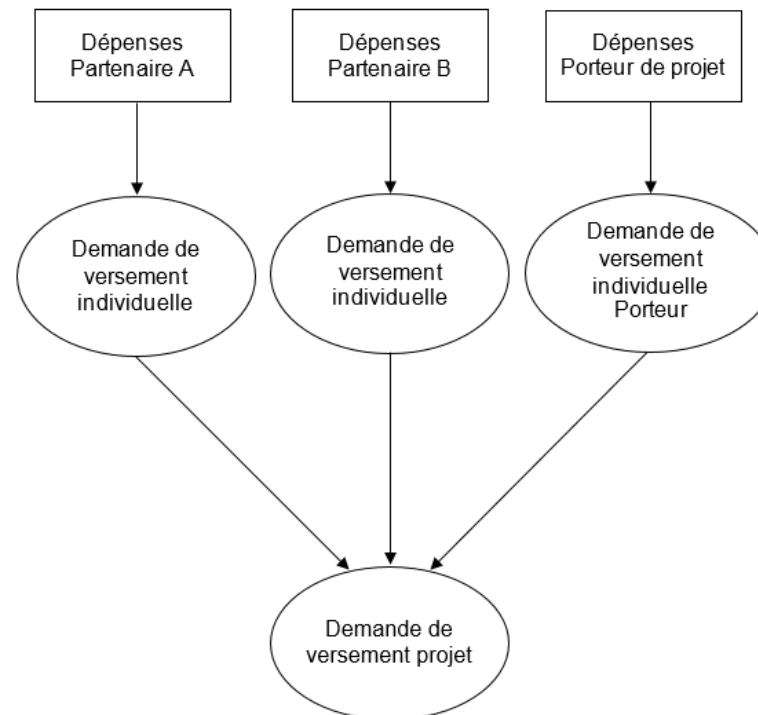 Dépenses
Partenaire A
Dépenses
Partenaire B
Dépenses
Porteur de projet
Demande de
versement
individuelle
Demande de
versement
individuelle
Demande de
versement
individuelle
Porteur
Demande de
versement projet